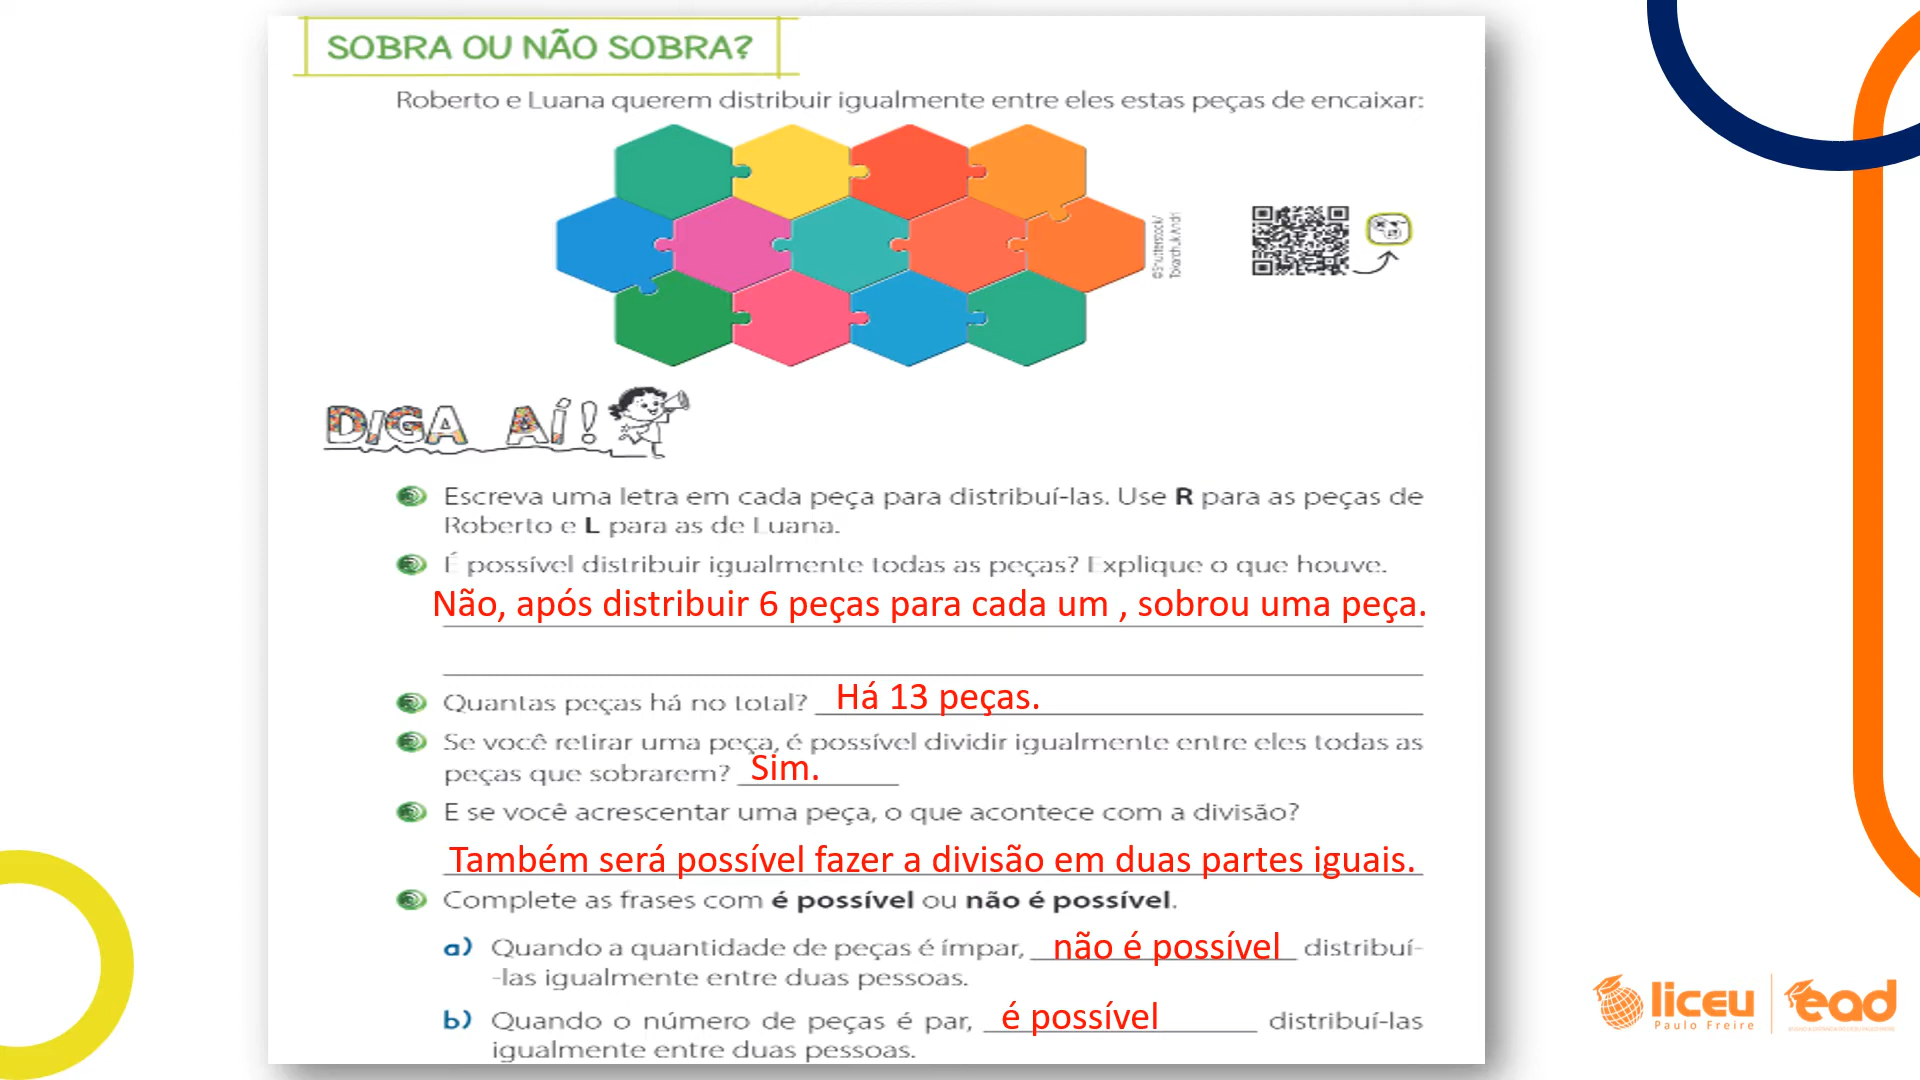 SOBRA OU NÃO SOBRA?
Roberto e Luana querem distribuir igualmente entre eles estas peças de encaixar:
©Shutterstock/
DIGA AÍ!
Escreva uma letra em cada peça para distribuí-las. Use R para as peças de
Roberto e L para as de Luana.
É possível distribuir igualmente todas as peças? Explique o que houve.
Não, após distribuir 6 peças para cada um , sobrou uma peça.
Quantas peças há no total? Há 13 peças.
Se você retirar uma peça, é possível dividir igualmente entre eles todas as
peças que sobrarem? Sim.
E se você acrescentar uma peça, o que acontece com a divisão?
Também será possível fazer a divisão em duas partes iguais.
Complete as frases com é possível ou não é possível.
a) Quando a quantidade de peças é ímpar, não é possível distribuí-
-las igualmente entre duas pessoas.
b) Quando o número de peças é par, é possível distribuí-las
igualmente entre duas pessoas.
liceu
Paulo Freire
ead